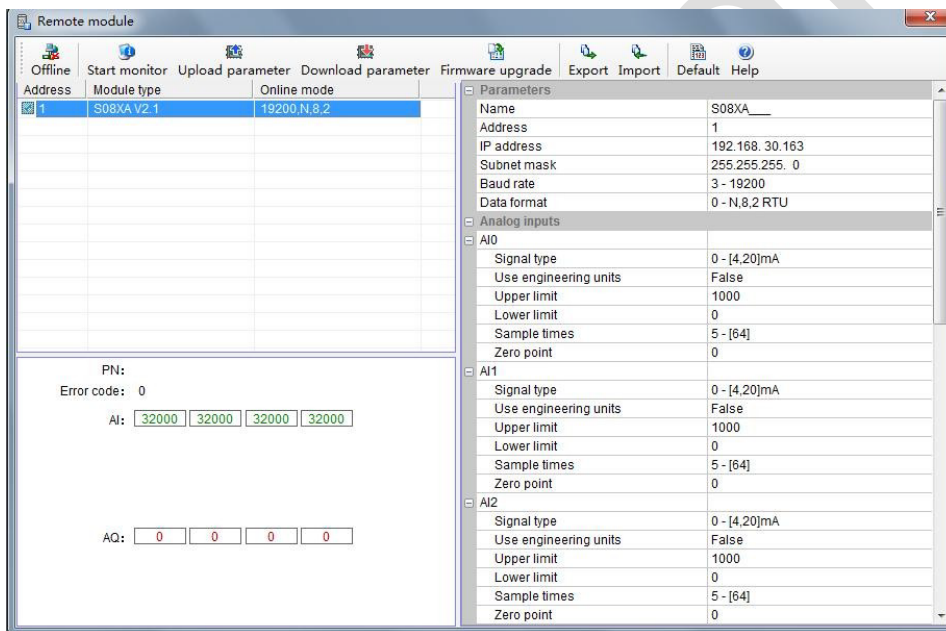 Remote module
Offline Start monitor Upload parameter Download parameter Firmware upgrade Export Import Default Help
Address Module type Online mode
1 S08XA V2.1 19200,N,8,2
PN:
Error code: 0
AI: 32000 32000 32000 32000
AQ: 0 0 0 0
Parameters
Name S08XA___
Address 1
IP address 192.168. 30.163
Subnet mask 255.255.255. 0
Baud rate 3 - 19200
Data format 0 - N,8,2 RTU
Analog inputs
AI0
Signal type 0 - [4,20]mA
Use engineering units False
Upper limit 1000
Lower limit 0
Sample times 5 - [64]
Zero point 0
AI1
Signal type 0 - [4,20]mA
Use engineering units False
Upper limit 1000
Lower limit 0
Sample times 5 - [64]
Zero point 0
AI2
Signal type 0 - [4,20]mA
Use engineering units False
Upper limit 1000
Lower limit 0
Sample times 5 - [64]
Zero point 0